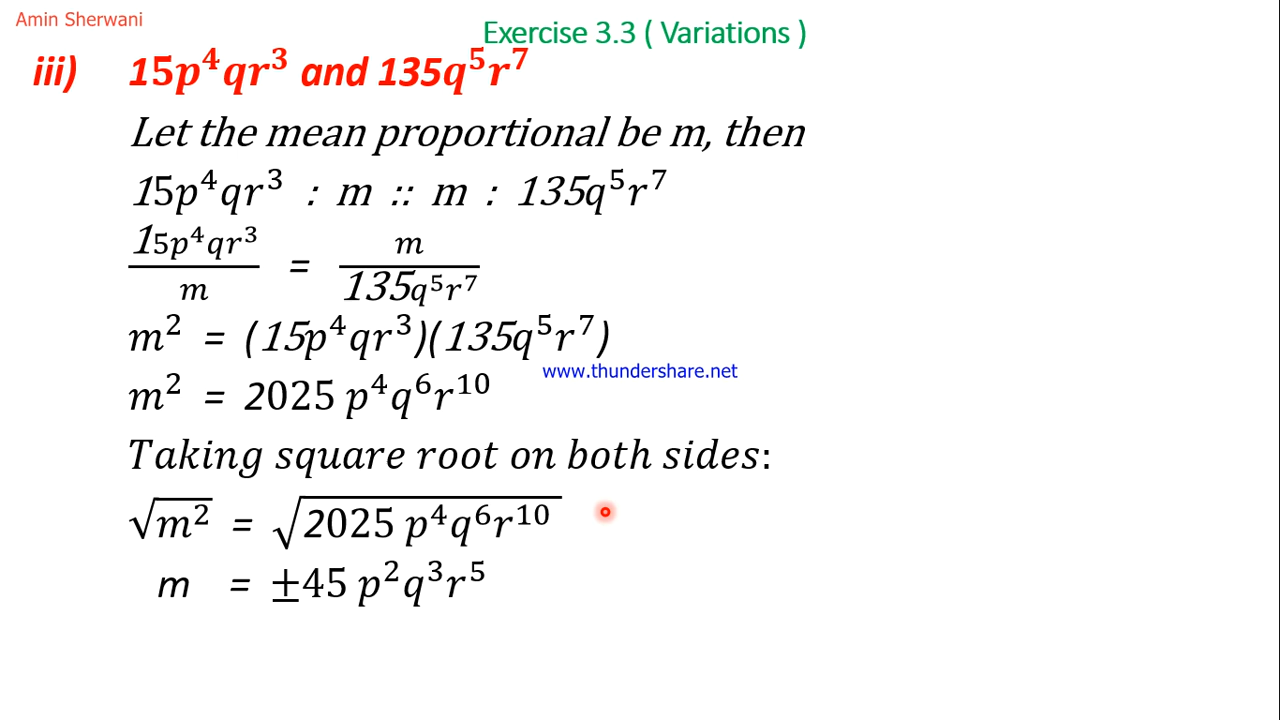 Amin Sherwani
Exercise 3.3 ( Variations )
iii) 15p⁴qr³ and 135q⁵r⁷
Let the mean proportional be m, then
15p⁴qr³ : m :: m : 135q⁵r⁷
15p⁴qr³/m = m/135q⁵r⁷
m² = (15p⁴qr³)(135q⁵r⁷)
www.thundershare.net
m² = 2025 p⁴q⁶r¹⁰
Taking square root on both sides:
√m² = √2025 p⁴q⁶r¹⁰
m = ±45 p²q³r⁵